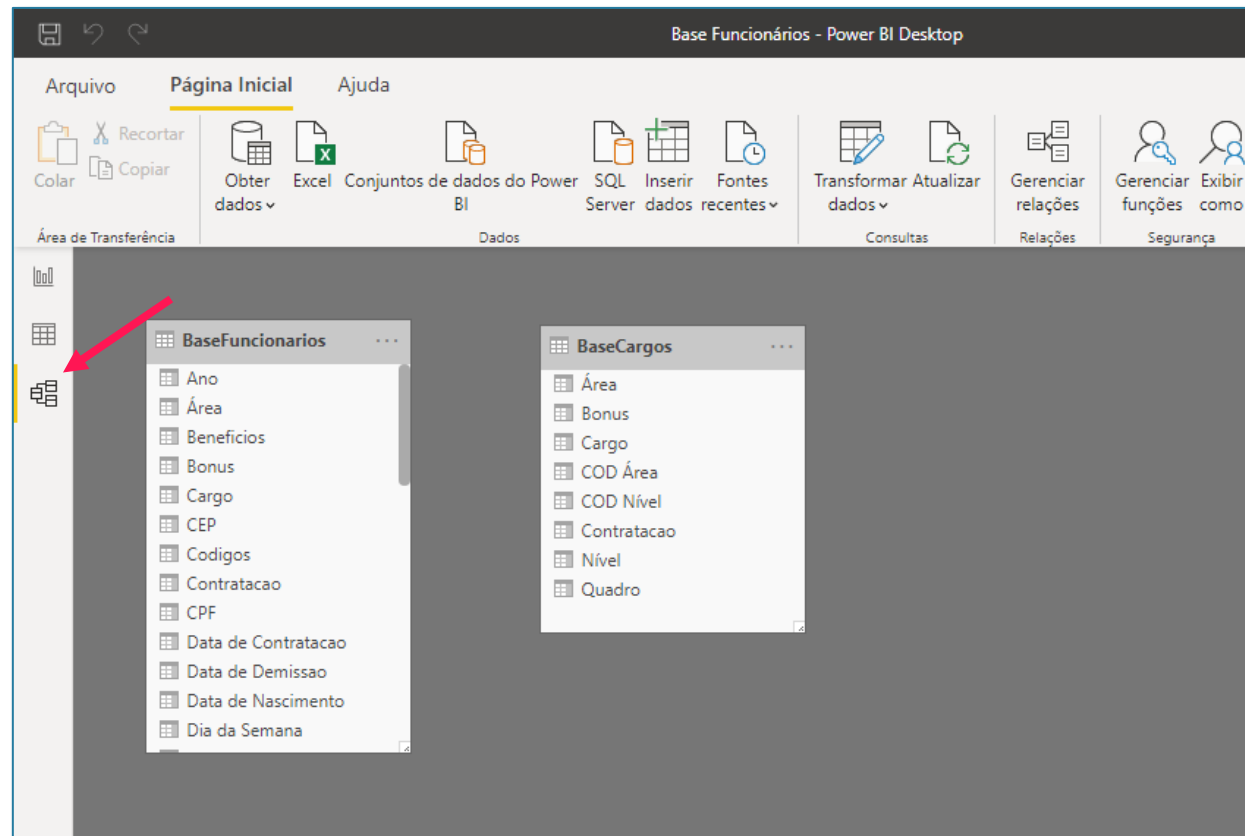 Base Funcionários - Power BI Desktop
Arquivo
Página Inicial
Ajuda
Colar
Recortar
Copiar
Área de Transferência
Obter
dados
Excel
Conjuntos de dados do Power
BI
SQL
Server
Inserir
dados
Fontes
recentes
Dados
Transformar
dados
Atualizar
Consultas
Gerenciar
relações
Relações
Gerenciar
funções
Exibir
como
Segurança
BaseFuncionarios
Ano
Área
Beneficios
Bonus
Cargo
CEP
Codigos
Contratacao
CPF
Data de Contratacao
Data de Demissao
Data de Nascimento
Dia da Semana
BaseCargos
Área
Bonus
Cargo
COD Área
COD Nível
Contratacao
Nível
Quadro